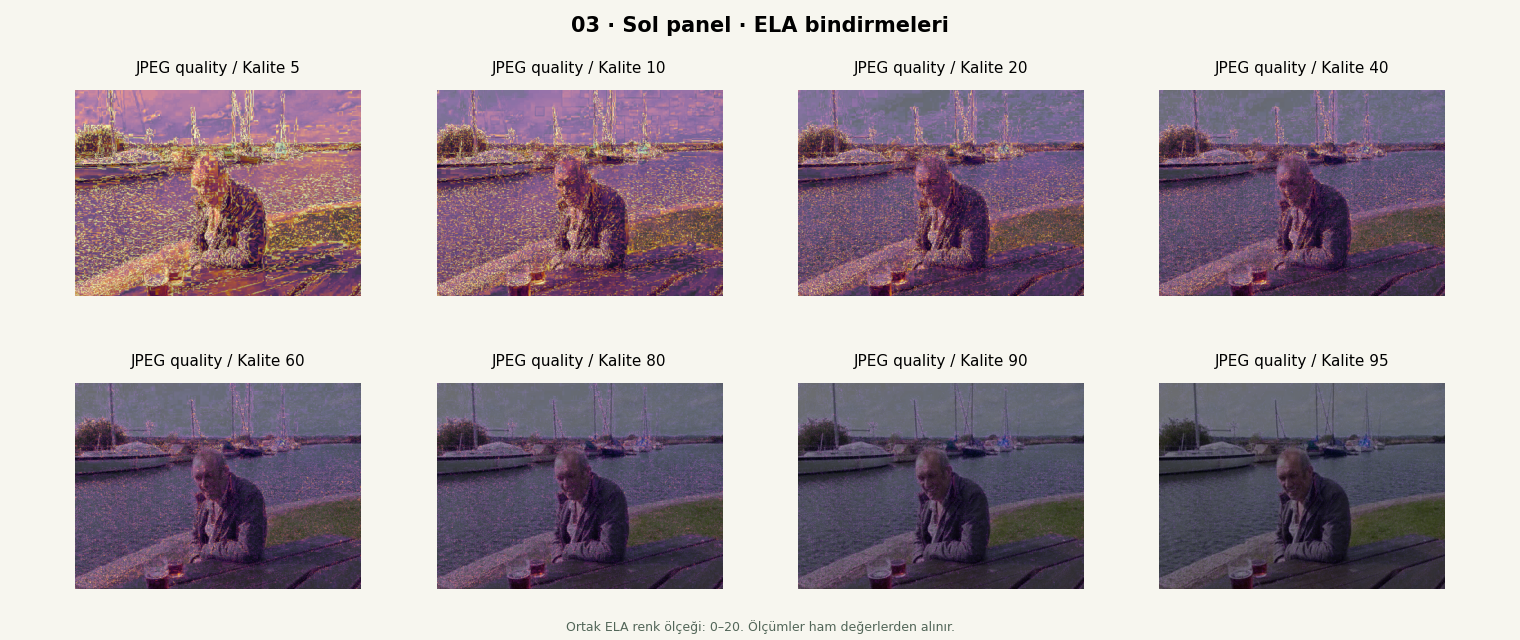 03 · Sol panel · ELA bindirmeleri
JPEG quality / Kalite 5
JPEG quality / Kalite 10
JPEG quality / Kalite 20
JPEG quality / Kalite 40
JPEG quality / Kalite 60
JPEG quality / Kalite 80
JPEG quality / Kalite 90
JPEG quality / Kalite 95
Ortak ELA renk ölçeği: 0–20. Ölçümler ham değerlerden alınır.